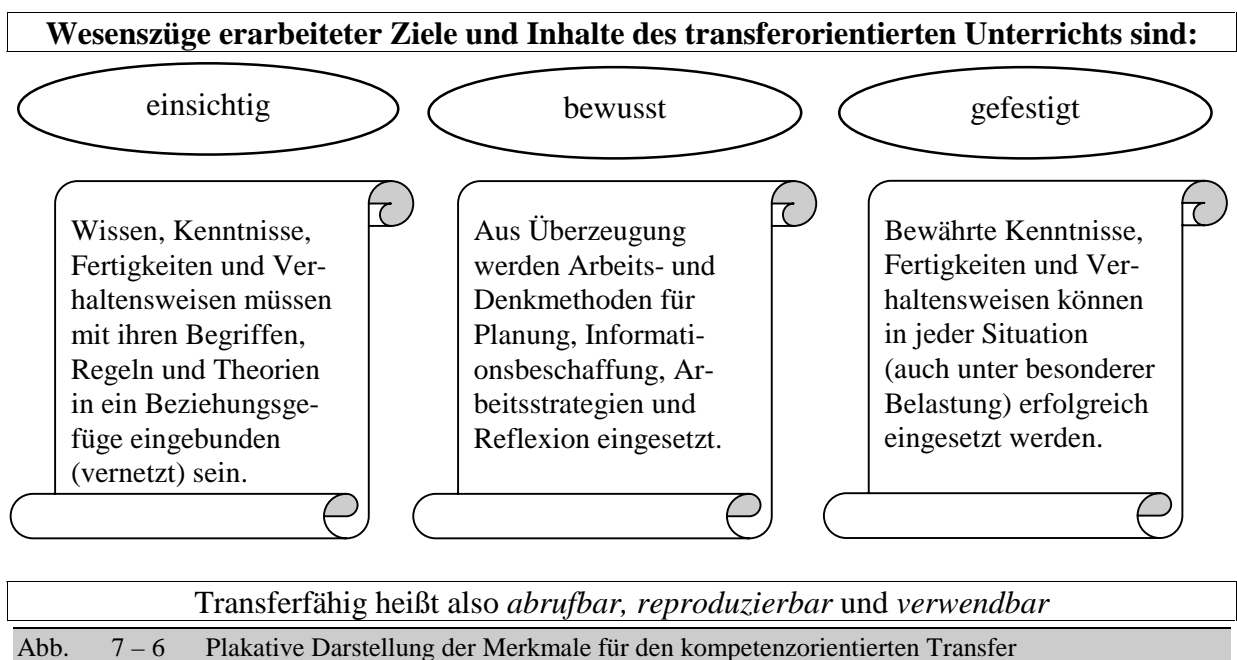 Wesenszüge erarbeiteter Ziele und Inhalte des transferorientierten Unterrichts sind:
einsichtig
bewusst
gefestigt
Wissen, Kenntnisse,
Fertigkeiten und Ver-
haltensweisen müssen
mit ihren Begriffen,
Regeln und Theorien
in ein Beziehungsge-
füge eingebunden
(vernetzt) sein.
Aus Überzeugung
werden Arbeits- und
Denkmethoden für
Planung, Informati-
onsbeschaffung, Ar-
beitsstrategien und
Reflexion eingesetzt.
Bewährte Kenntnisse,
Fertigkeiten und Ver-
haltensweisen können
in jeder Situation
(auch unter besonderer
Belastung) erfolgreich
eingesetzt werden.
Transferfähig heißt also abrufbar, reproduzierbar und verwendbar
Abb. 7 – 6 Plakative Darstellung der Merkmale für den kompetenzorientierten Transfer